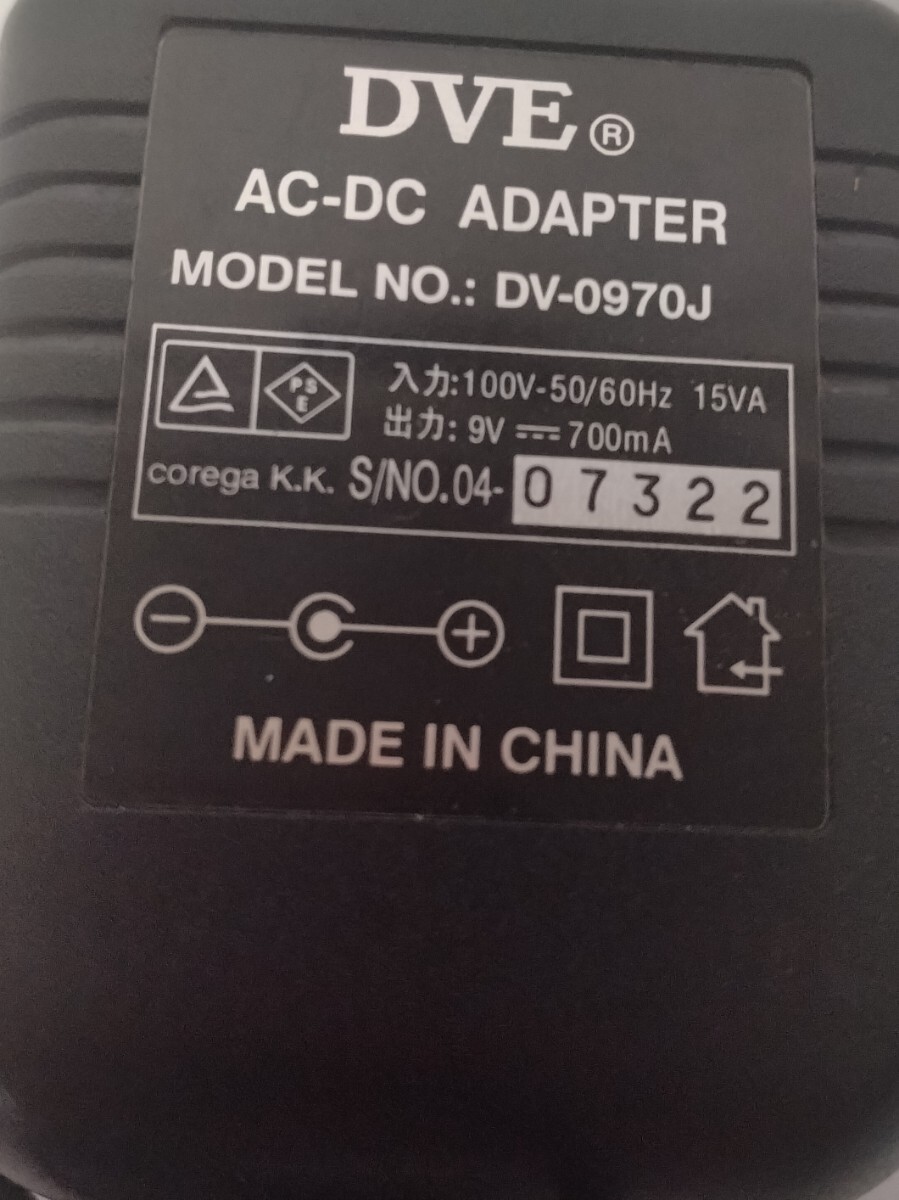 DVE®
AC-DC ADAPTER
MODEL NO.: DV-0970J
PS
E
入力:100V-50/60Hz 15VA
出力: 9V ⎓ 700mA
corega K.K. S/NO.04- 07322
MADE IN CHINA